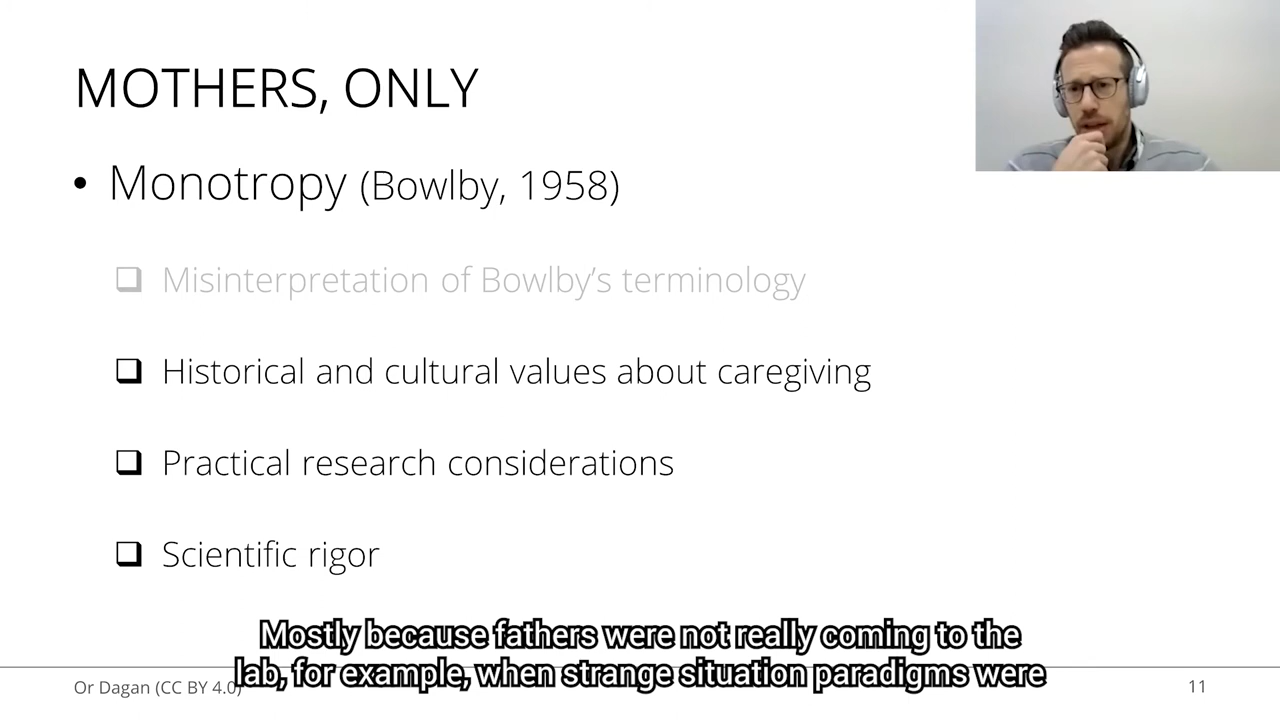 MOTHERS, ONLY
• Monotropy (Bowlby, 1958)
❑ Misinterpretation of Bowlby’s terminology
❑ Historical and cultural values about caregiving
❑ Practical research considerations
❑ Scientific rigor
Mostly because fathers were not really coming to the
lab, for example, when strange situation paradigms were
Or Dagan (CC BY 4.0)
11